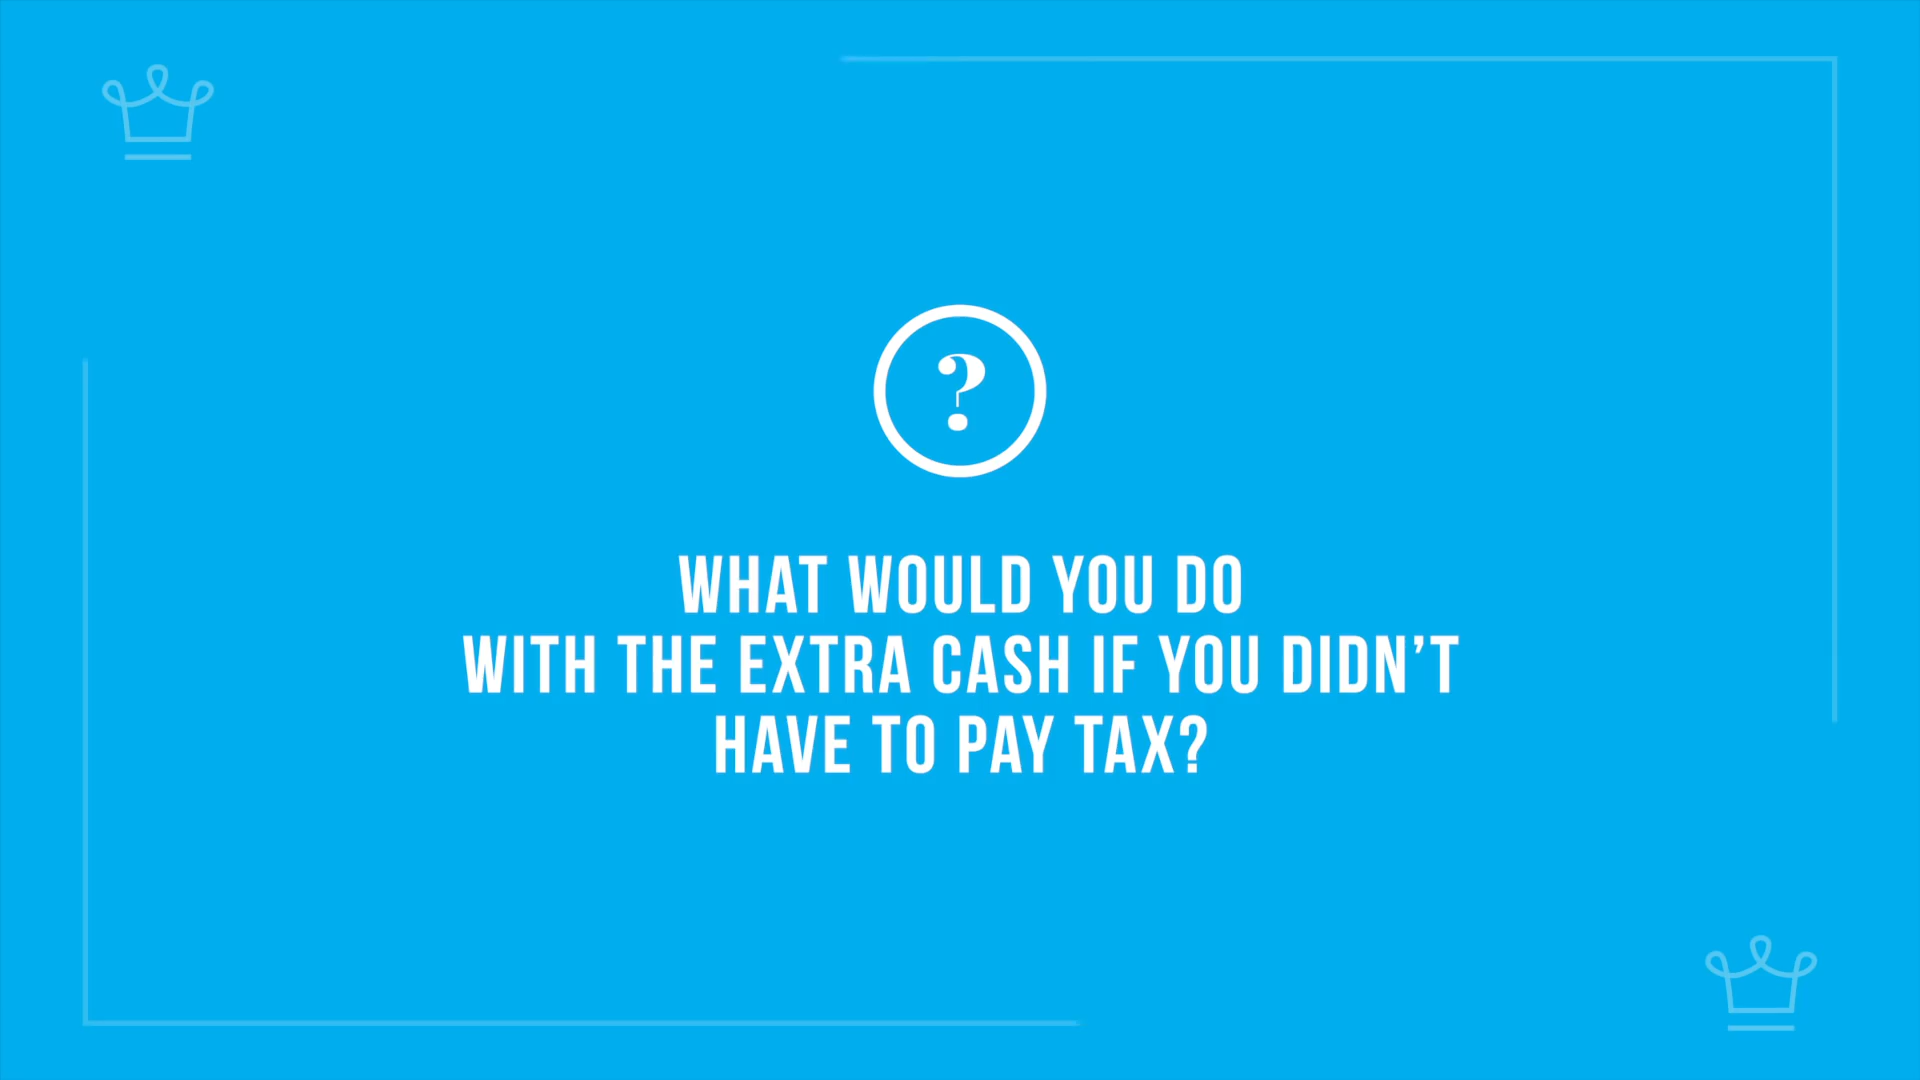 ?
WHAT WOULD YOU DO
WITH THE EXTRA CASH IF YOU DIDN’T
HAVE TO PAY TAX?